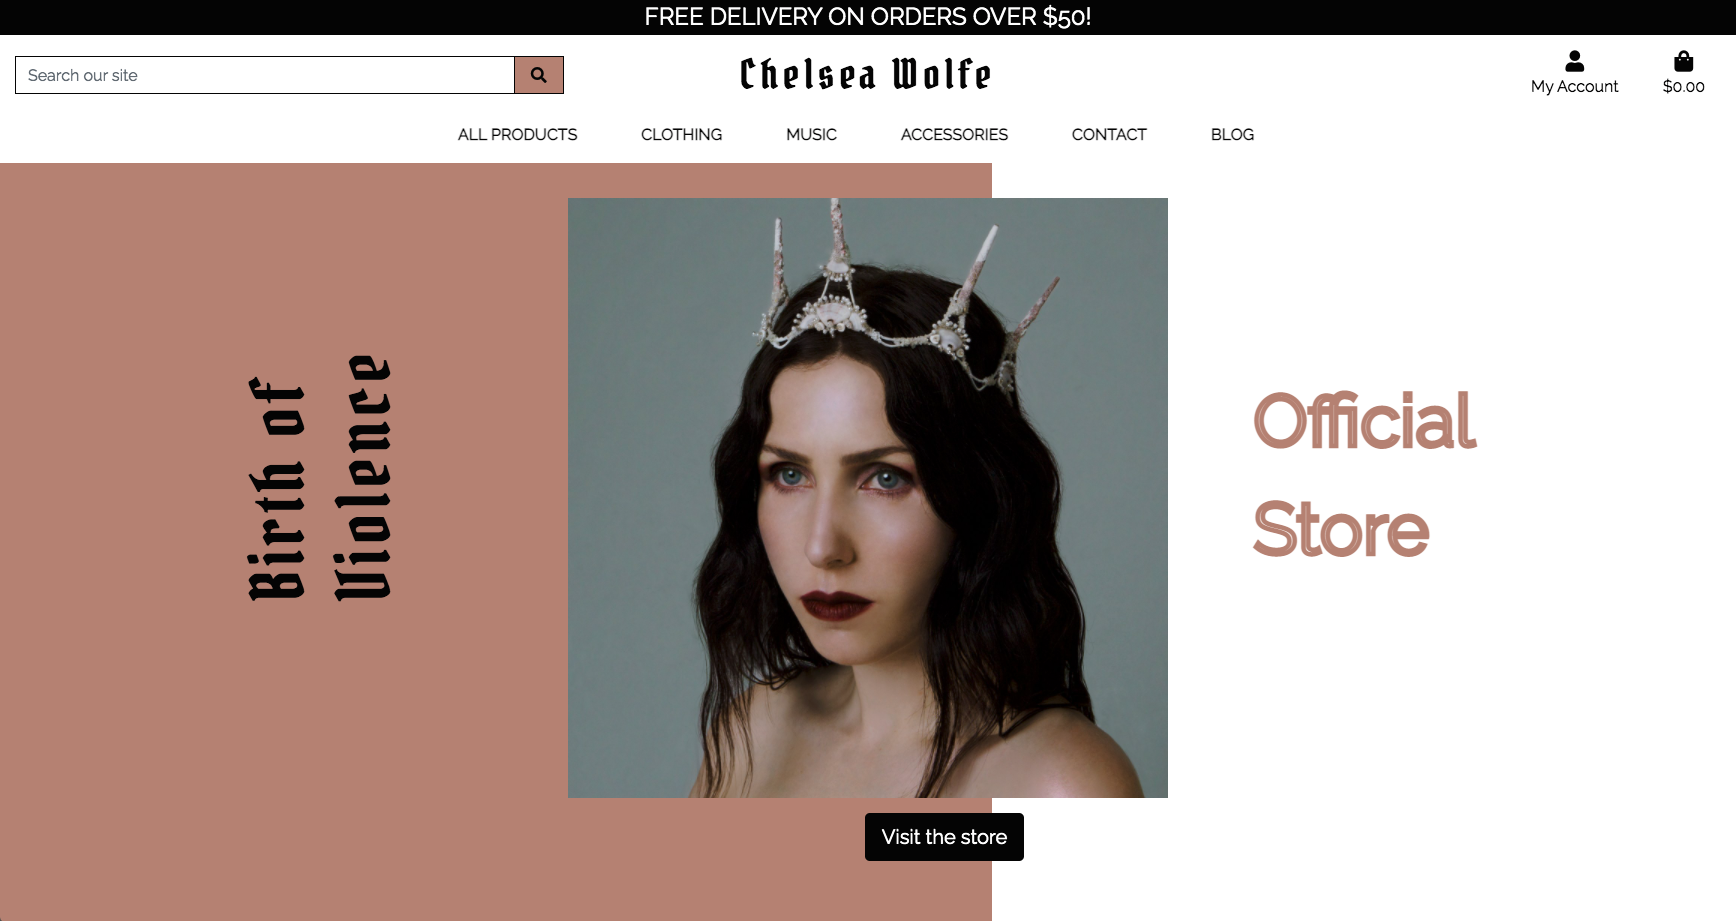 FREE DELIVERY ON ORDERS OVER $50!
Search our site
Chelsea Wolfe
My Account
$0.00
ALL PRODUCTS
CLOTHING
MUSIC
ACCESSORIES
CONTACT
BLOG
Birth of
Violence
Official
Store
Visit the store